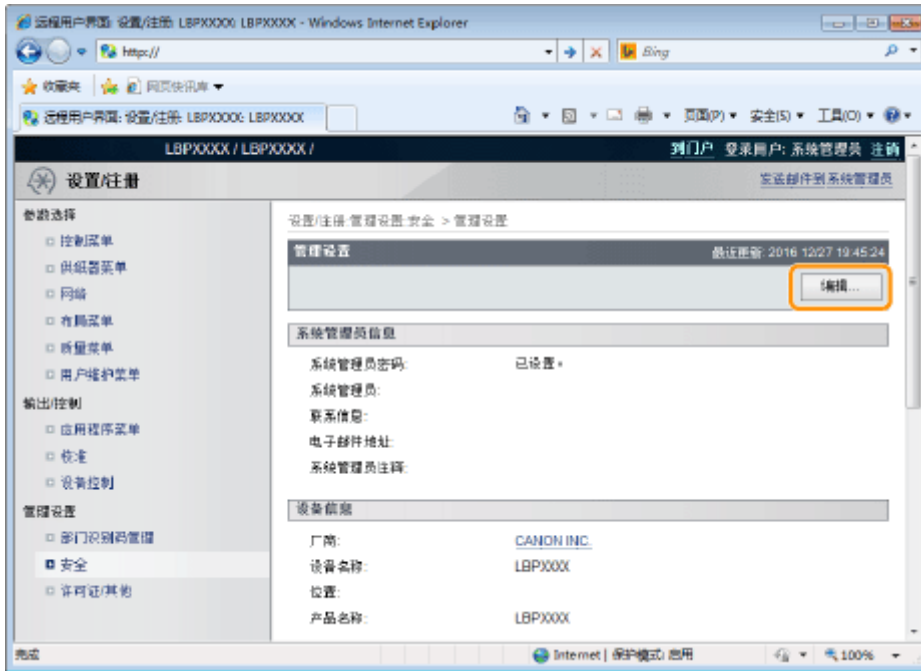 远程用户界面: 设置/注册: LBPXXXX: LBPXXXX - Windows Internet Explorer
http://
Bing
收藏夹 网页快讯库
远程用户界面: 设置/注册: LBPXXXX: LBPXXXX
页面(P) 安全(S) 工具(O)
LBPXXXX / LBPXXXX /
到门户 登录用户: 系统管理员 注销
设置/注册
发送邮件到系统管理员
参数选择
控制菜单
供纸器菜单
网络
布局菜单
质量菜单
用户维护菜单
输出/控制
应用程序菜单
校准
设备控制
管理设置
部门识别码管理
安全
许可证/其他
设置/注册:管理设置:安全 > 管理设置
管理设置
最近更新: 2016 12/27 19:45:24
编辑...
系统管理员信息
系统管理员密码: 已设置。
系统管理员:
联系信息:
电子邮件地址:
系统管理员注释:
设备信息
厂商: CANON INC.
设备名称: LBPXXXX
位置:
产品名称: LBPXXXX
完成
Internet | 保护模式: 启用
100%